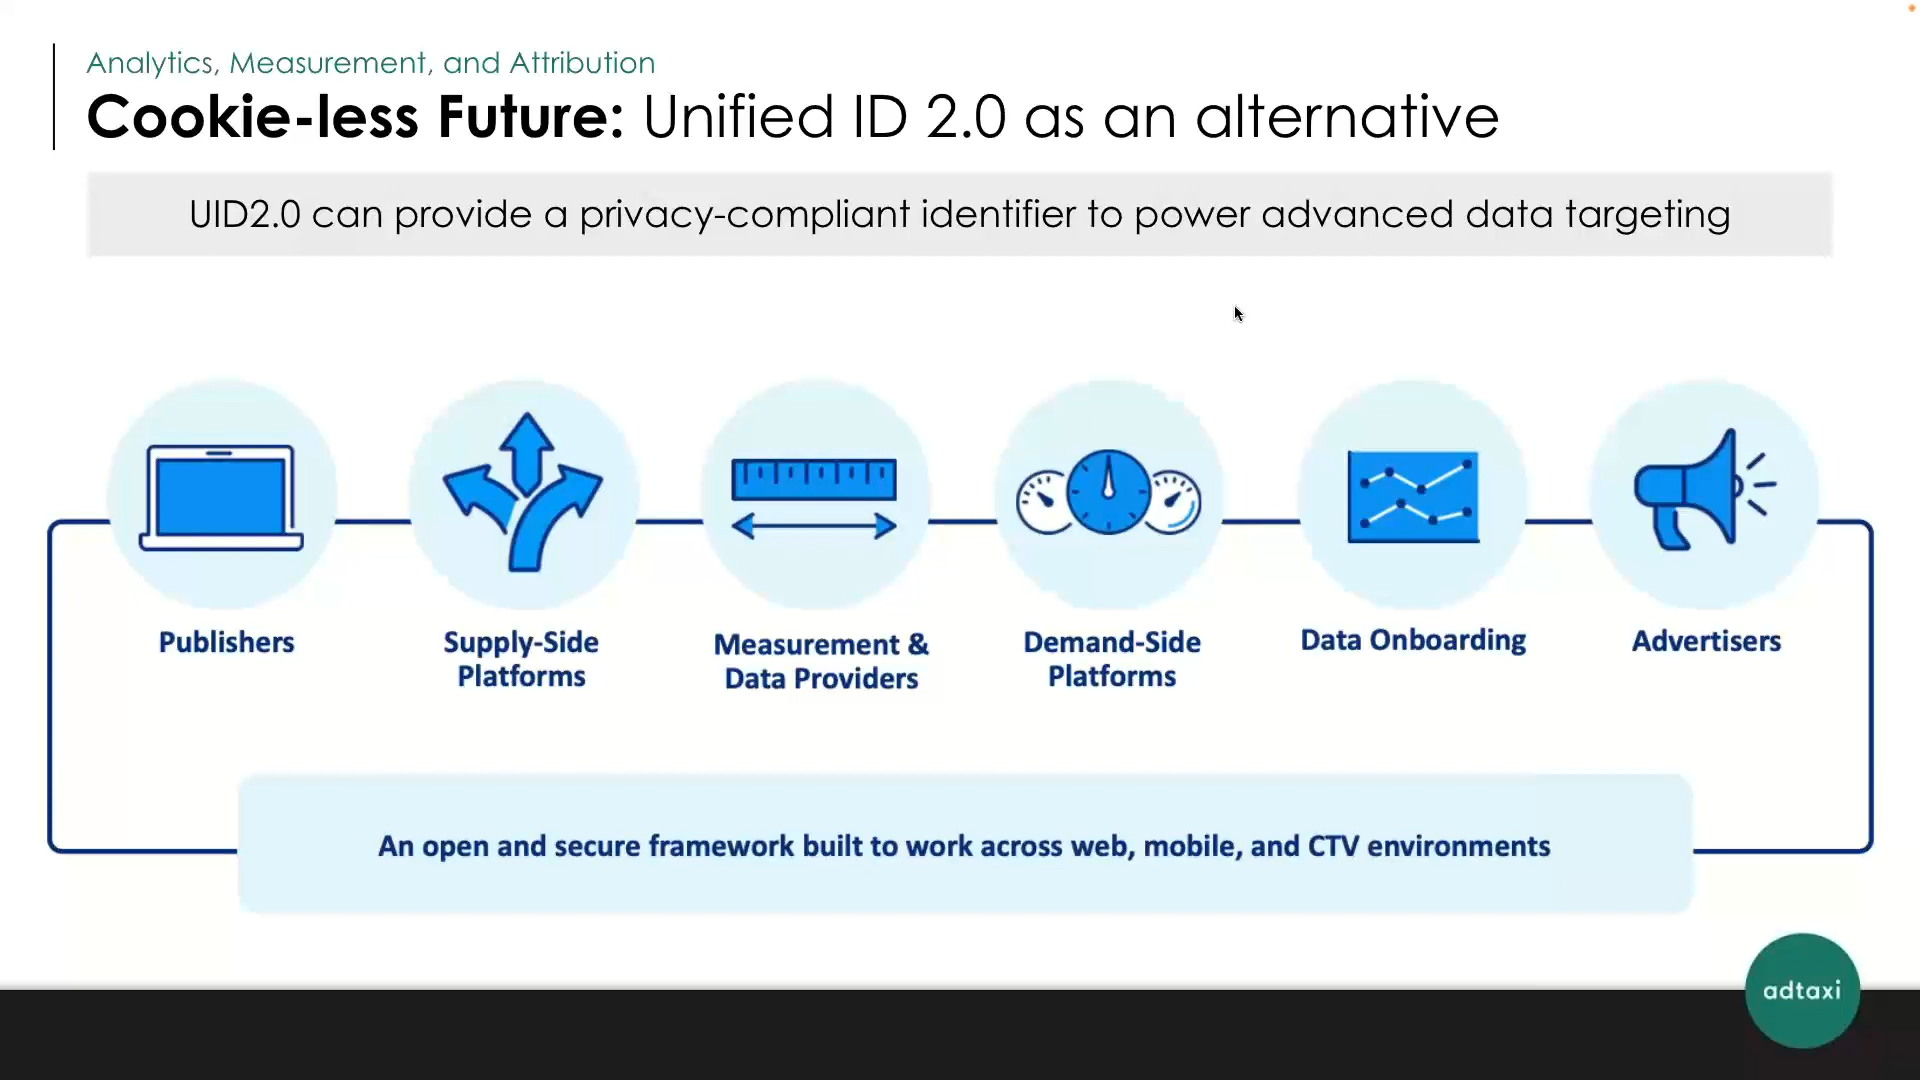 Analytics, Measurement, and Attribution
Cookie-less Future: Unified ID 2.0 as an alternative
UID2.0 can provide a privacy-compliant identifier to power advanced data targeting
Publishers
Supply-Side
Platforms
Measurement &
Data Providers
Demand-Side
Platforms
Data Onboarding
Advertisers
An open and secure framework built to work across web, mobile, and CTV environments
adtaxi